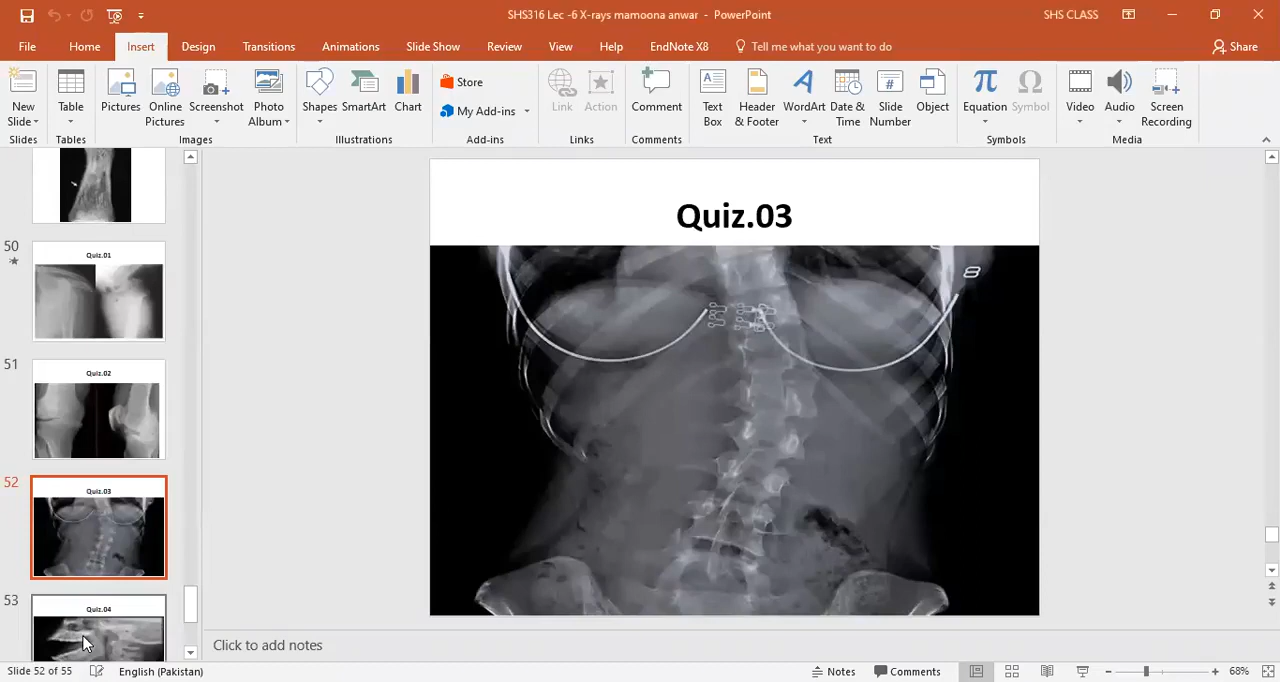 SHS316 Lec -6 X-rays mamoona anwar - PowerPoint
SHS CLASS
File Home Insert Design Transitions Animations Slide Show Review View Help EndNote X8 Tell me what you want to do Share
New Slide
Table
Pictures
Online Pictures
Screenshot
Photo Album
Shapes
SmartArt
Chart
Store
My Add-ins
Link
Action
Comment
Text Box
Header & Footer
WordArt
Date & Time
Slide Number
Object
Equation
Symbol
Video
Audio
Screen Recording
Slides Tables Images Illustrations Add-ins Links Comments Text Symbols Media
50
Quiz.01
51
Quiz.02
52
Quiz.03
53
Quiz.04
Quiz.03
Click to add notes
Slide 52 of 55 English (Pakistan) Notes Comments 68%